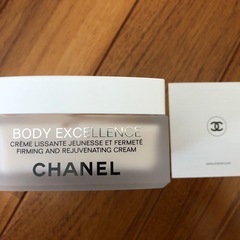 BODY EXCELLENCE
CRÈME LISSANTE JEUNESSE ET FERMETÉ
FIRMING AND REJUVENATING CREAM
CHANEL